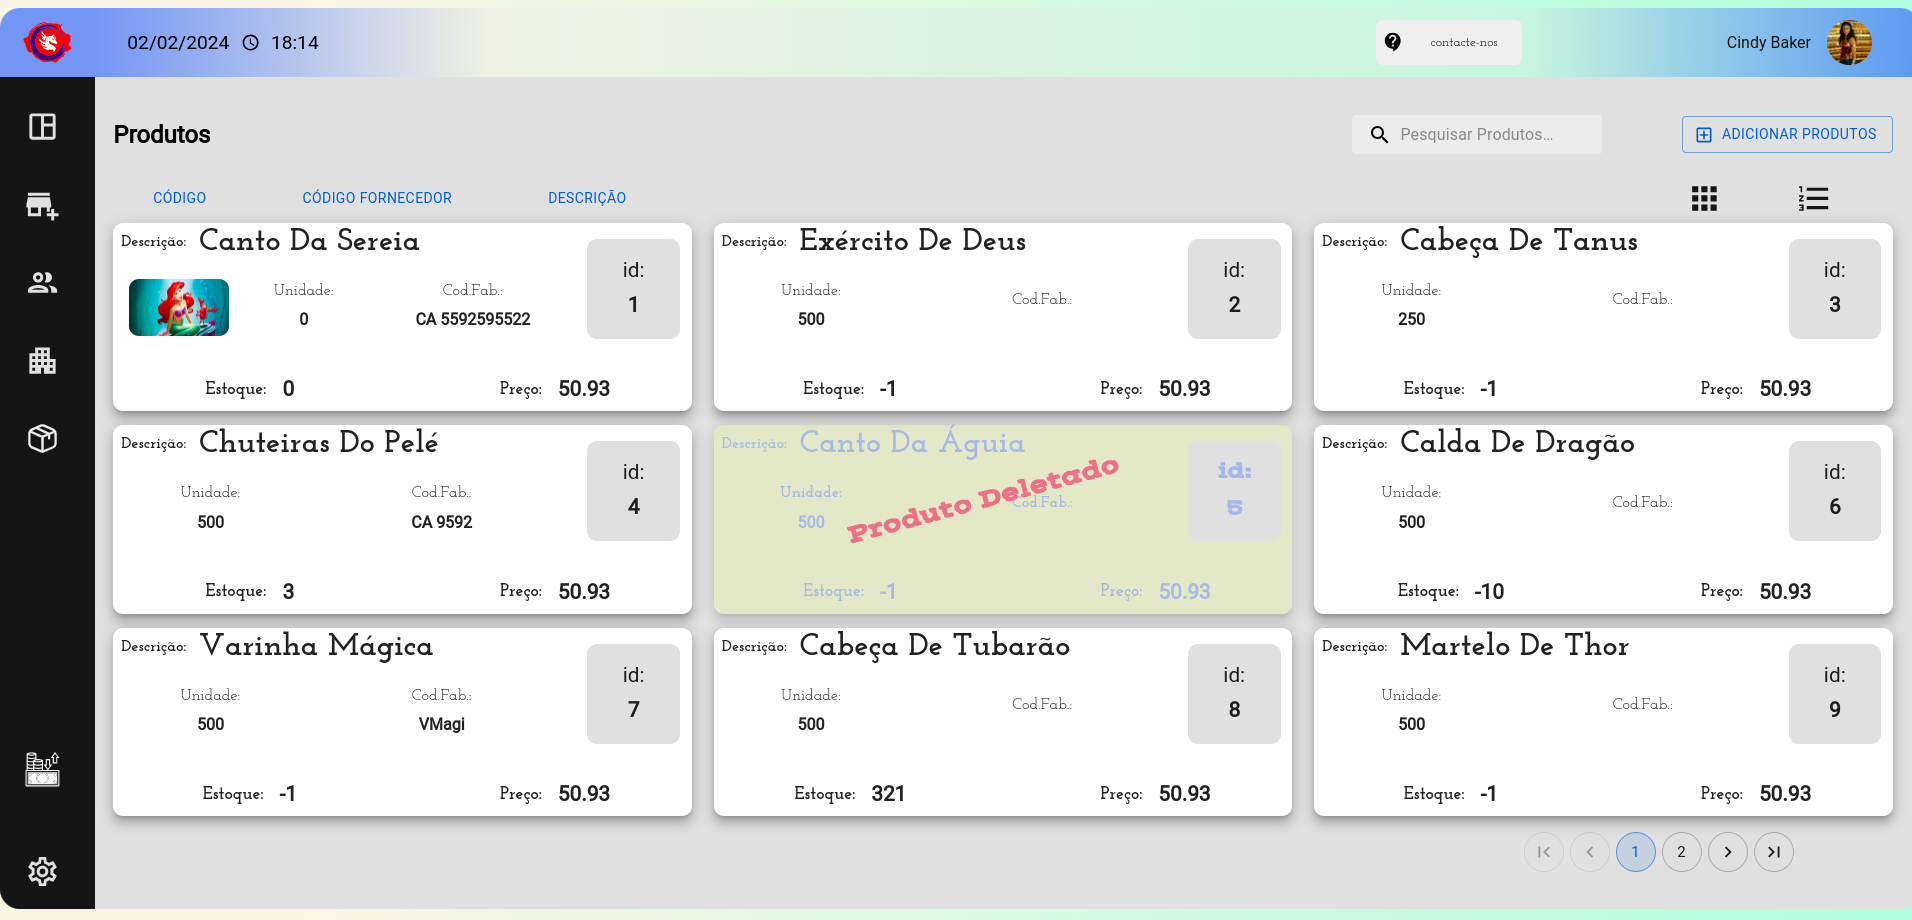 02/02/2024 18:14 contacte-nos Cindy Baker
Produtos Pesquisar Produtos… ADICIONAR PRODUTOS
CÓDIGO CÓDIGO FORNECEDOR DESCRIÇÃO
Descrição: Canto Da Sereia
id:
1
Unidade: Cod.Fab.:
0 CA 5592595522
Estoque: 0 Preço: 50.93
Descrição: Exército De Deus
id:
2
Unidade: Cod.Fab.:
500
Estoque: -1 Preço: 50.93
Descrição: Cabeça De Tanus
id:
3
Unidade: Cod.Fab.:
250
Estoque: -1 Preço: 50.93
Descrição: Chuteiras Do Pelé
id:
4
Unidade: Cod.Fab.:
500 CA 9592
Estoque: 3 Preço: 50.93
Descrição: Canto Da Águia
id:
5
Unidade: Cod.Fab.:
500
Produto Deletado
Estoque: -1 Preço: 50.93
Descrição: Calda De Dragão
id:
6
Unidade: Cod.Fab.:
500
Estoque: -10 Preço: 50.93
Descrição: Varinha Mágica
id:
7
Unidade: Cod.Fab.:
500 VMagi
Estoque: -1 Preço: 50.93
Descrição: Cabeça De Tubarão
id:
8
Unidade: Cod.Fab.:
500
Estoque: 321 Preço: 50.93
Descrição: Martelo De Thor
id:
9
Unidade: Cod.Fab.:
500
Estoque: -1 Preço: 50.93
1 2